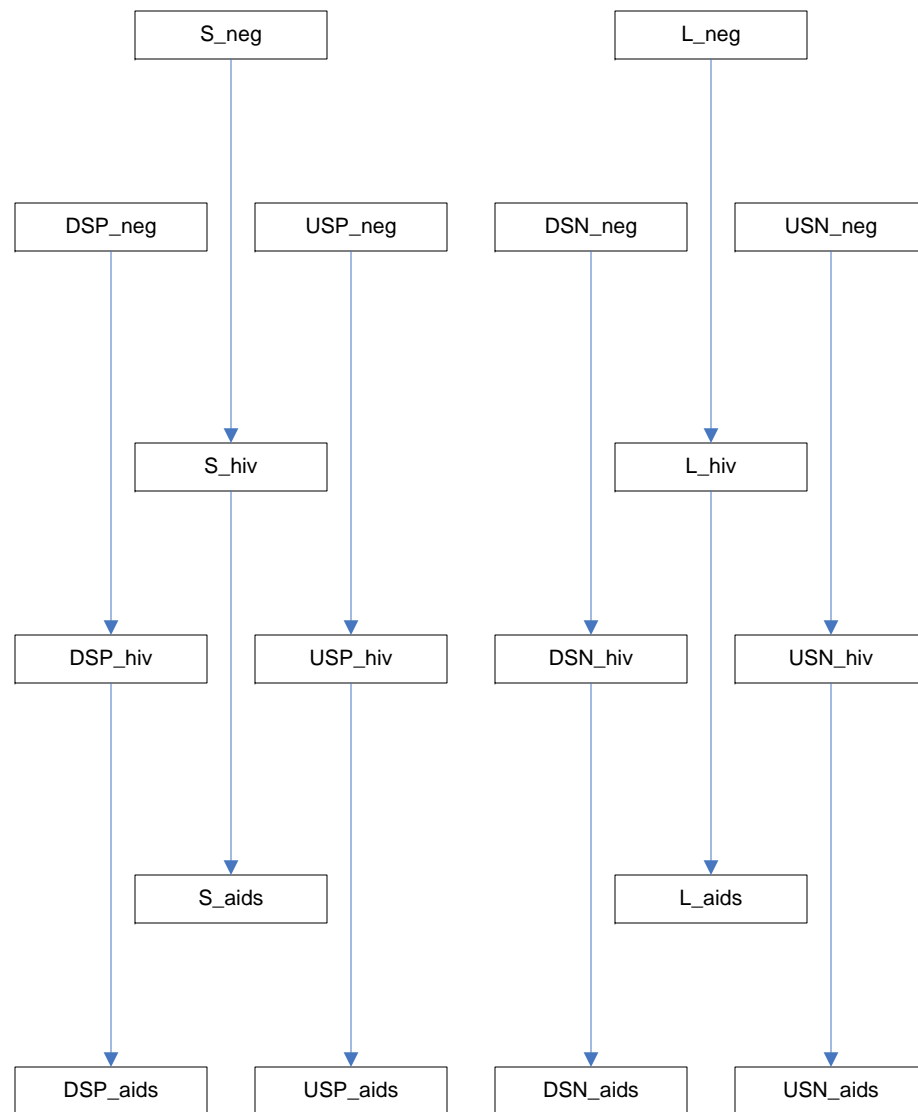 S_neg
L_neg
DSP_neg
USP_neg
DSN_neg
USN_neg
S_hiv
L_hiv
DSP_hiv
USP_hiv
DSN_hiv
USN_hiv
S_aids
L_aids
DSP_aids
USP_aids
DSN_aids
USN_aids